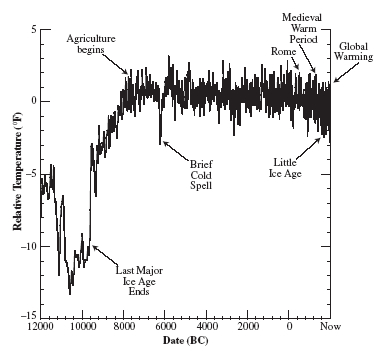 Medieval
Warm
Period
Agriculture
begins
Rome
Global
Warming
5
0
−5
−10
−15
Relative Temperature (°F)
Brief
Cold
Spell
Little
Ice Age
Last Major
Ice Age
Ends
12000 10000 8000 6000 4000 2000 0 Now
Date (BC)